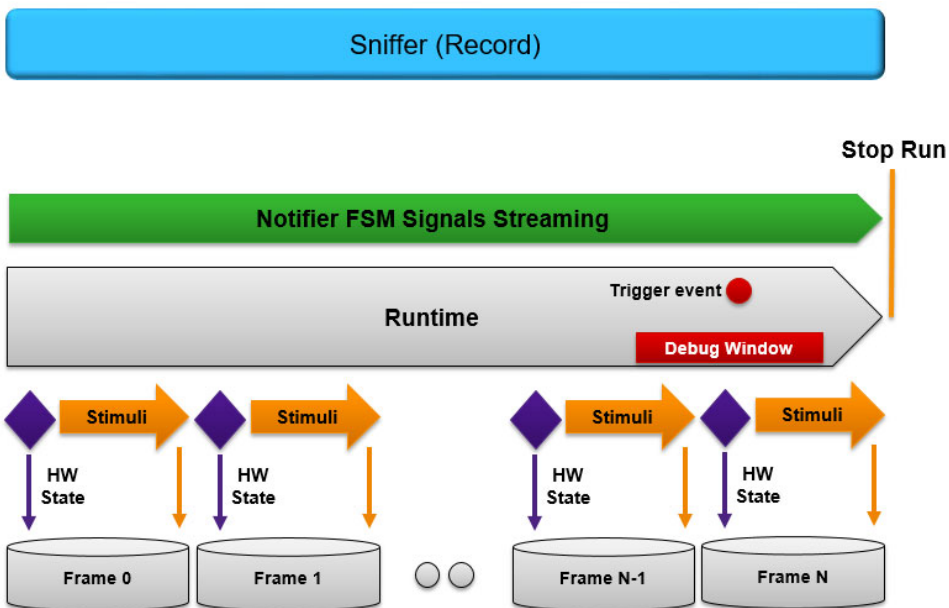 Sniffer (Record)
Stop Run
Notifier FSM Signals Streaming
Trigger event
Runtime
Debug Window
Stimuli
Stimuli
Stimuli
Stimuli
HW
State
HW
State
HW
State
HW
State
Frame 0
Frame 1
Frame N-1
Frame N